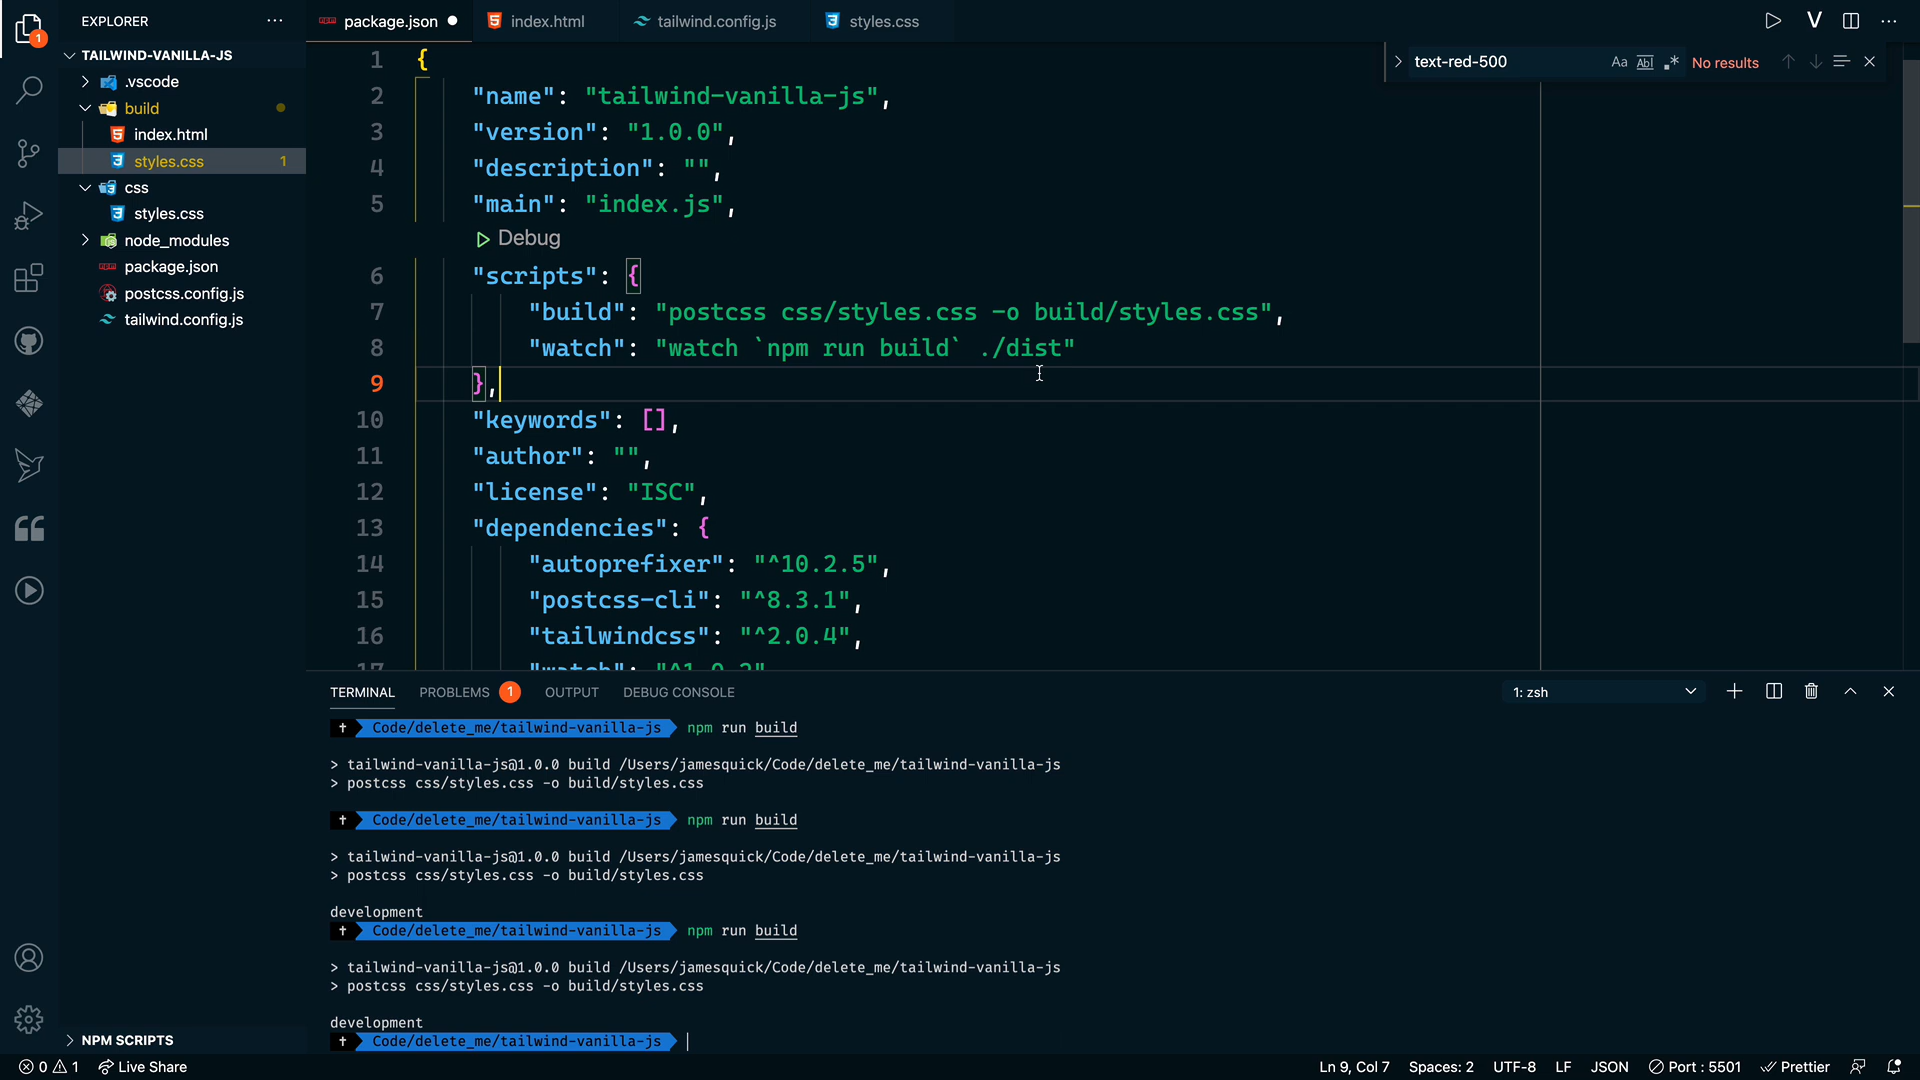 EXPLORER
TAILWIND-VANILLA-JS
.vscode
build
index.html
styles.css 1
css
styles.css
node_modules
package.json
postcss.config.js
tailwind.config.js
NPM SCRIPTS
package.json
index.html
tailwind.config.js
styles.css
text-red-500
Aa
Abl
No results
1 {
2 "name": "tailwind-vanilla-js",
3 "version": "1.0.0",
4 "description": "",
5 "main": "index.js",
Debug
6 "scripts": {
7 "build": "postcss css/styles.css -o build/styles.css",
8 "watch": "watch `npm run build` ./dist"
9 },
10 "keywords": [],
11 "author": "",
12 "license": "ISC",
13 "dependencies": {
14 "autoprefixer": "^10.2.5",
15 "postcss-cli": "^8.3.1",
16 "tailwindcss": "^2.0.4",
17 "watch": "^1.0.2"
TERMINAL PROBLEMS 1 OUTPUT DEBUG CONSOLE
1: zsh
Code/delete_me/tailwind-vanilla-js npm run build
> tailwind-vanilla-js@1.0.0 build /Users/jamesquick/Code/delete_me/tailwind-vanilla-js
> postcss css/styles.css -o build/styles.css
Code/delete_me/tailwind-vanilla-js npm run build
> tailwind-vanilla-js@1.0.0 build /Users/jamesquick/Code/delete_me/tailwind-vanilla-js
> postcss css/styles.css -o build/styles.css
development
Code/delete_me/tailwind-vanilla-js npm run build
> tailwind-vanilla-js@1.0.0 build /Users/jamesquick/Code/delete_me/tailwind-vanilla-js
> postcss css/styles.css -o build/styles.css
development
Code/delete_me/tailwind-vanilla-js
0 1 Live Share
Ln 9, Col 7 Spaces: 2 UTF-8 LF JSON Port : 5501 Prettier